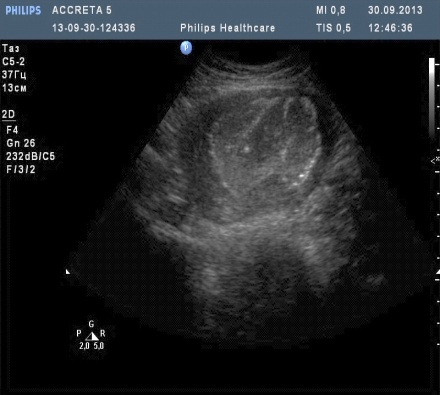 PHILIPS ACCRETA 5 MI 0,8 30.09.2013
13-09-30-124336 Philips Healthcare TIS 0,5 12:46:36
P
Таз
C5-2
37Гц
13см
2D
F4
Gn 26
232dB/C5
F/3/2
G
P R
2,0 5,0